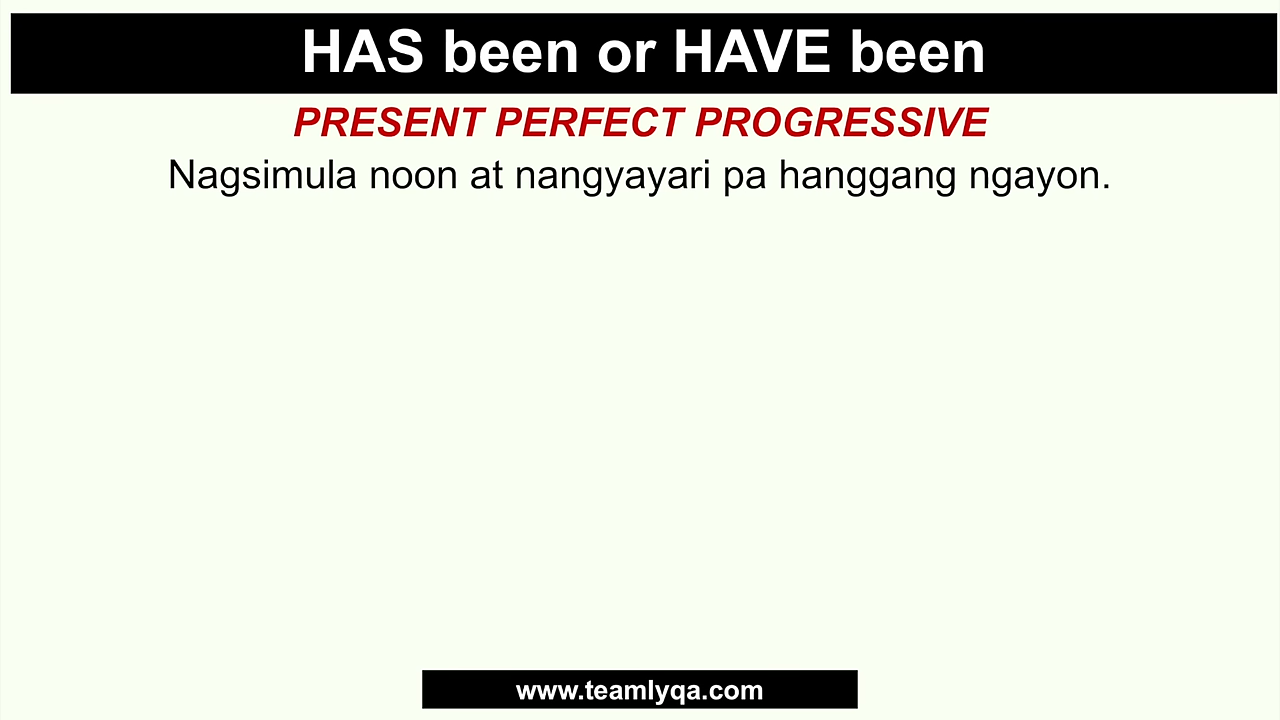 HAS been or HAVE been
PRESENT PERFECT PROGRESSIVE
Nagsimula noon at nangyayari pa hanggang ngayon.
www.teamlyqa.com